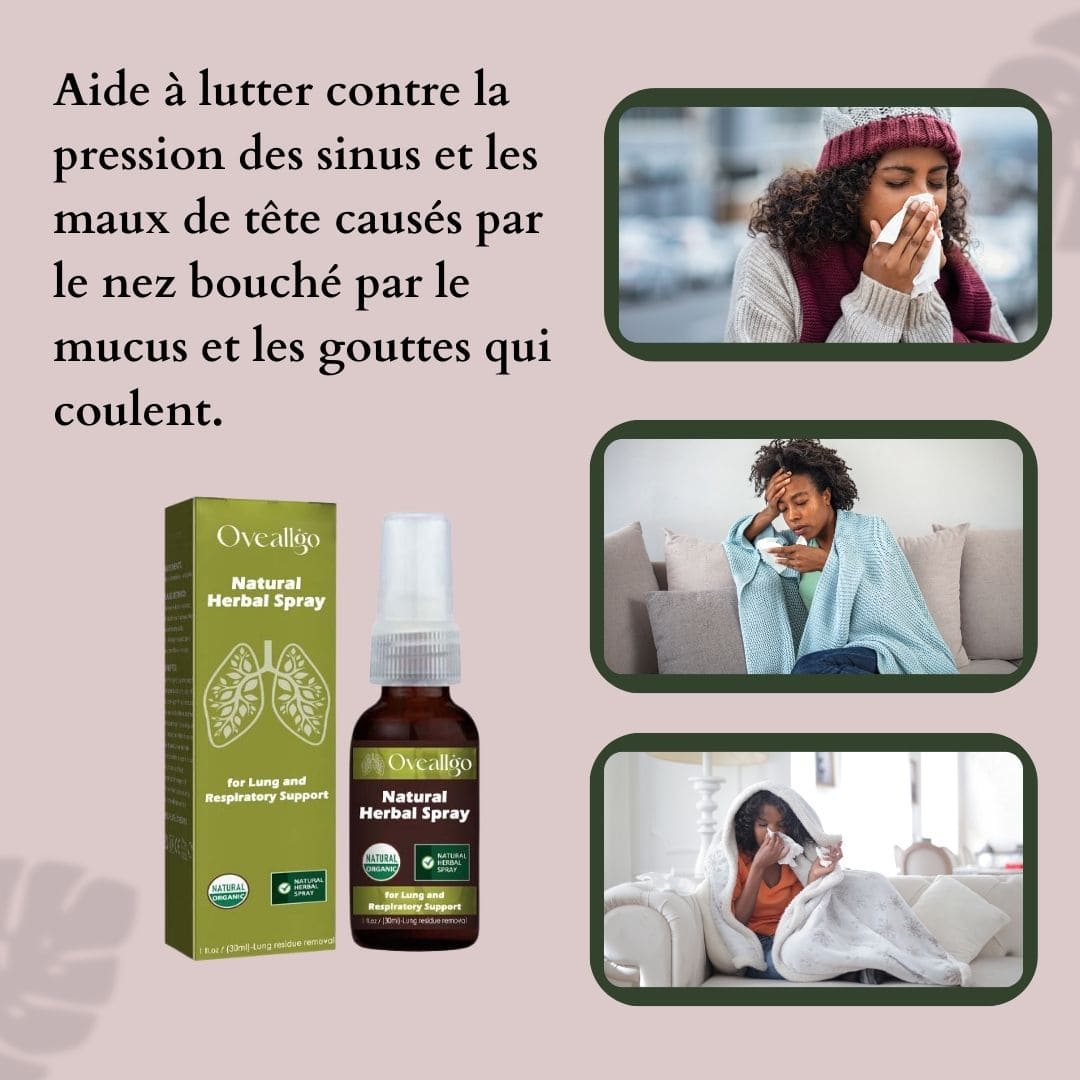 Aide à lutter contre la
pression des sinus et les
maux de tête causés par
le nez bouché par le
mucus et les gouttes qui
coulent.
Oveallgo
Natural
Herbal Spray
for Lung and
Respiratory Support
NATURAL
ORGANIC
NATURAL
HERBAL
SPRAY
1 fl.oz / (30ml)-Lung residue removal
Oveallgo
Natural
Herbal Spray
NATURAL
ORGANIC
NATURAL
HERBAL
SPRAY
for Lung and
Respiratory Support
1 fl.oz / (30ml)-Lung residue removal